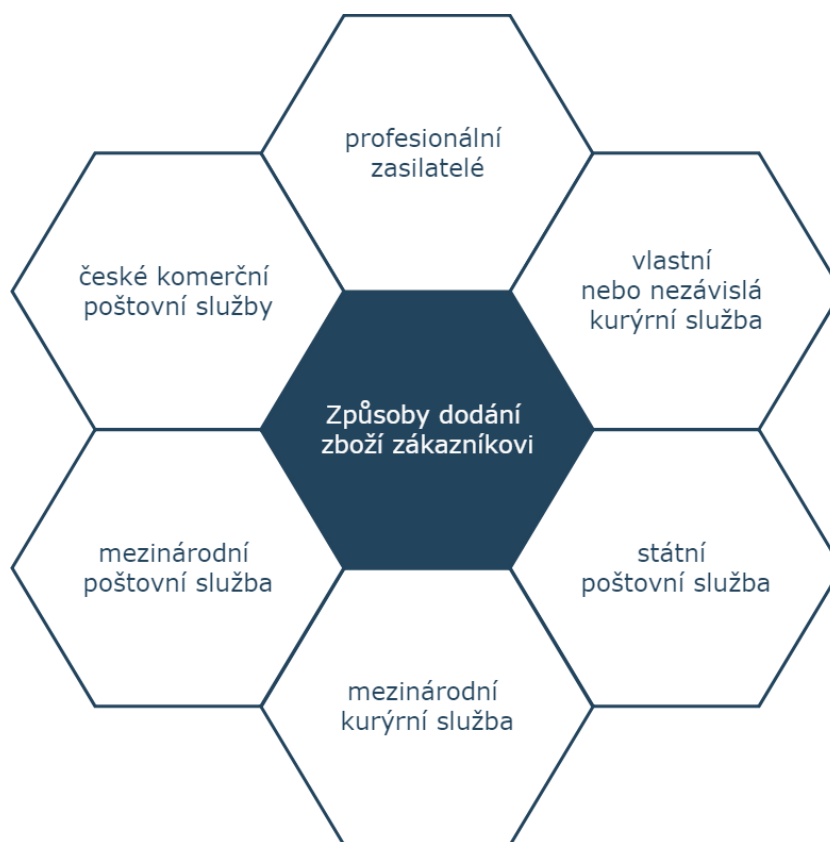 profesionální
zasilatelé
české komerční
poštovní služby
vlastní
nebo nezávislá
kurýrní služba
Způsoby dodání
zboží zákazníkovi
mezinárodní
poštovní služba
státní
poštovní služba
mezinárodní
kurýrní služba